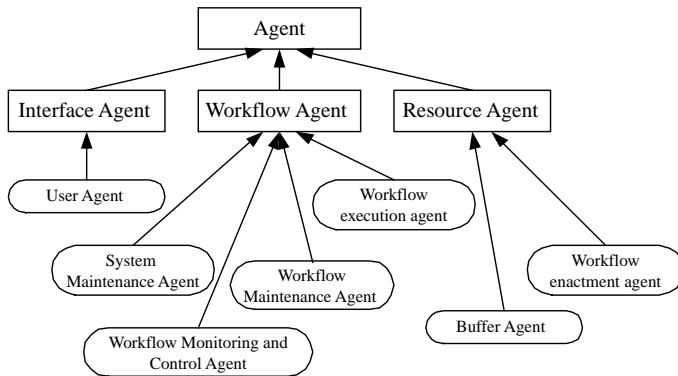 Agent
Interface Agent
Workflow Agent
Resource Agent
User Agent
Workflow
execution agent
System
Maintenance Agent
Workflow
Maintenance Agent
Workflow
enactment agent
Buffer Agent
Workflow Monitoring and
Control Agent